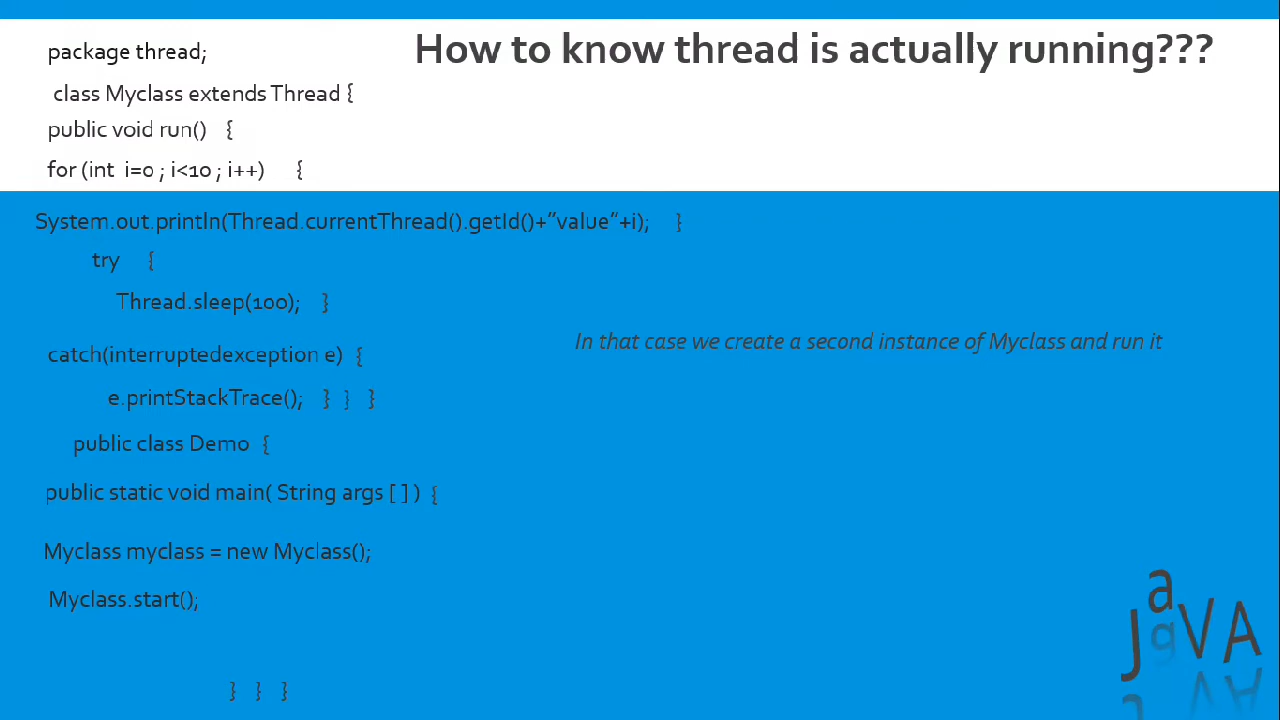 How to know thread is actually running???
package thread;
class Myclass extends Thread {
public void run() {
for (int i=0 ; i<10 ; i++) {
System.out.println(Thread.currentThread().getId()+"value"+i); }
try {
Thread.sleep(100); }
In that case we create a second instance of Myclass and run it
catch(interruptedexception e) {
e.printStackTrace(); } } }
public class Demo {
public static void main( String args [ ] ) {
Myclass myclass = new Myclass();
Myclass.start();
} } }
JaVA